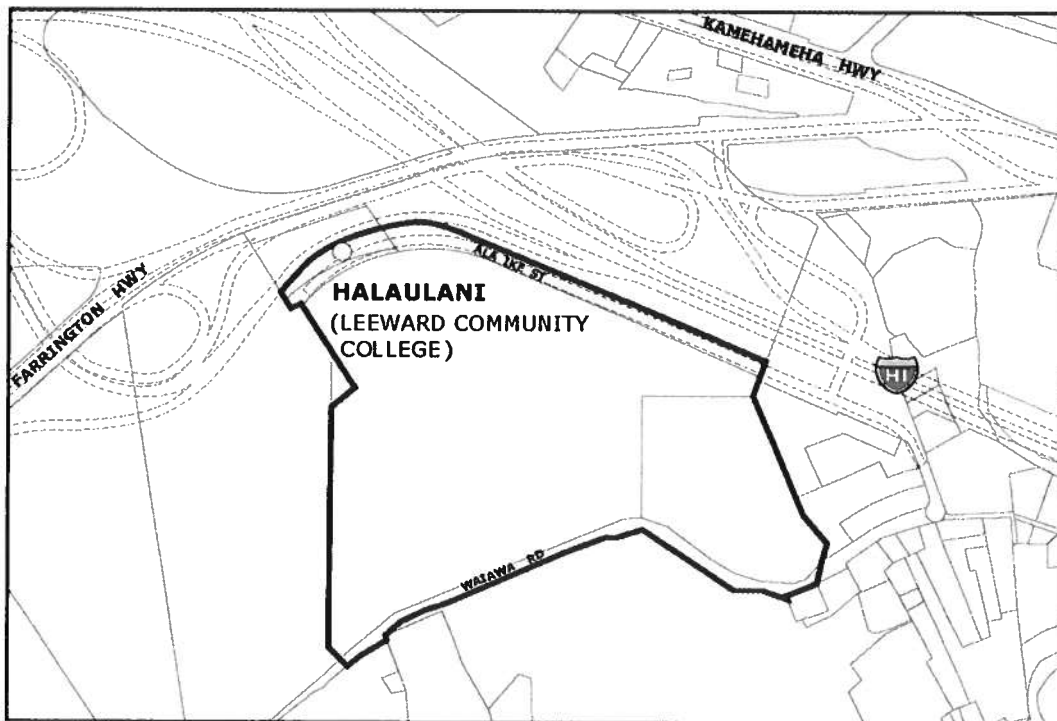 KAMEHAMEHA HWY
FARRINGTON HWY
ALA IKE ST
HALAULANI
(LEEWARD COMMUNITY
COLLEGE)
H1
WAIAWA RD